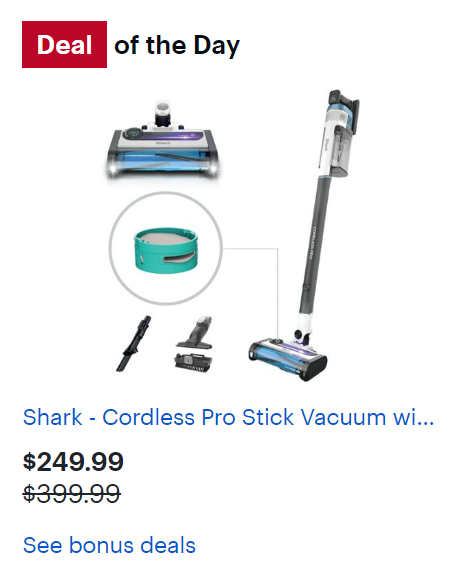 Deal of the Day
Shark - Cordless Pro Stick Vacuum wi...
$249.99
$399.99
See bonus deals